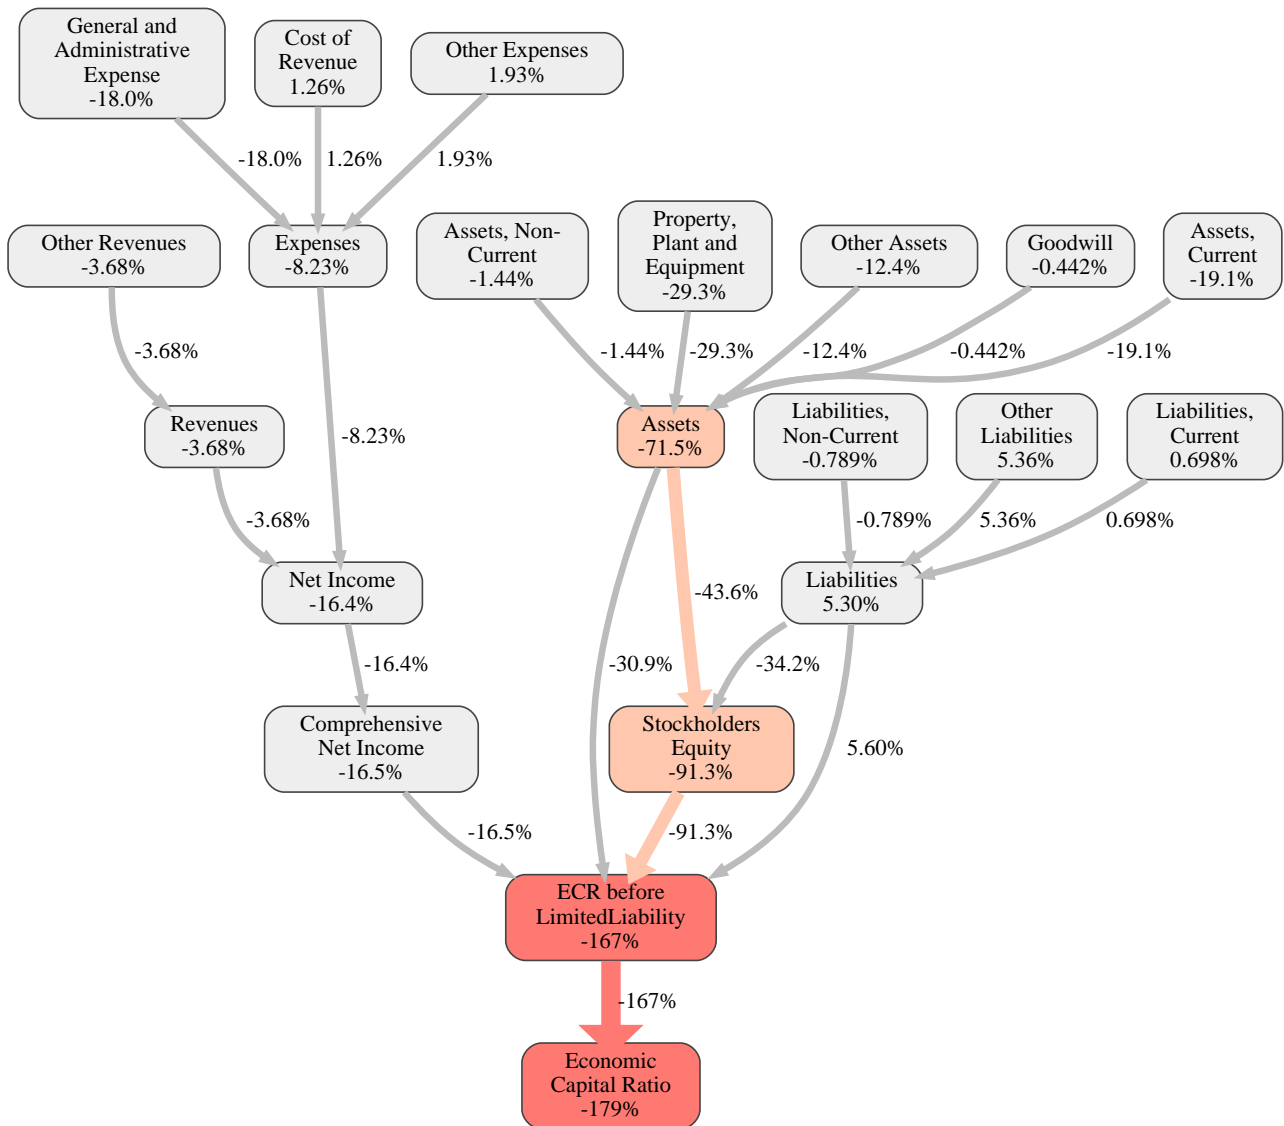 General and
Administrative
Expense
-18.0%
Cost of
Revenue
1.26%
Other Expenses
1.93%
-18.0%
1.26%
1.93%
Other Revenues
-3.68%
Expenses
-8.23%
Assets, Non-
Current
-1.44%
Property,
Plant and
Equipment
-29.3%
Other Assets
-12.4%
Goodwill
-0.442%
Assets,
Current
-19.1%
-3.68%
-1.44%
-29.3%
-12.4%
-0.442%
-19.1%
Revenues
-3.68%
-8.23%
Assets
-71.5%
Liabilities,
Non-Current
-0.789%
Other
Liabilities
5.36%
Liabilities,
Current
0.698%
-3.68%
-0.789%
5.36%
0.698%
Net Income
-16.4%
-43.6%
Liabilities
5.30%
-16.4%
-30.9%
-34.2%
Comprehensive
Net Income
-16.5%
Stockholders
Equity
-91.3%
5.60%
-16.5%
-91.3%
ECR before
LimitedLiability
-167%
-167%
Economic
Capital Ratio
-179%